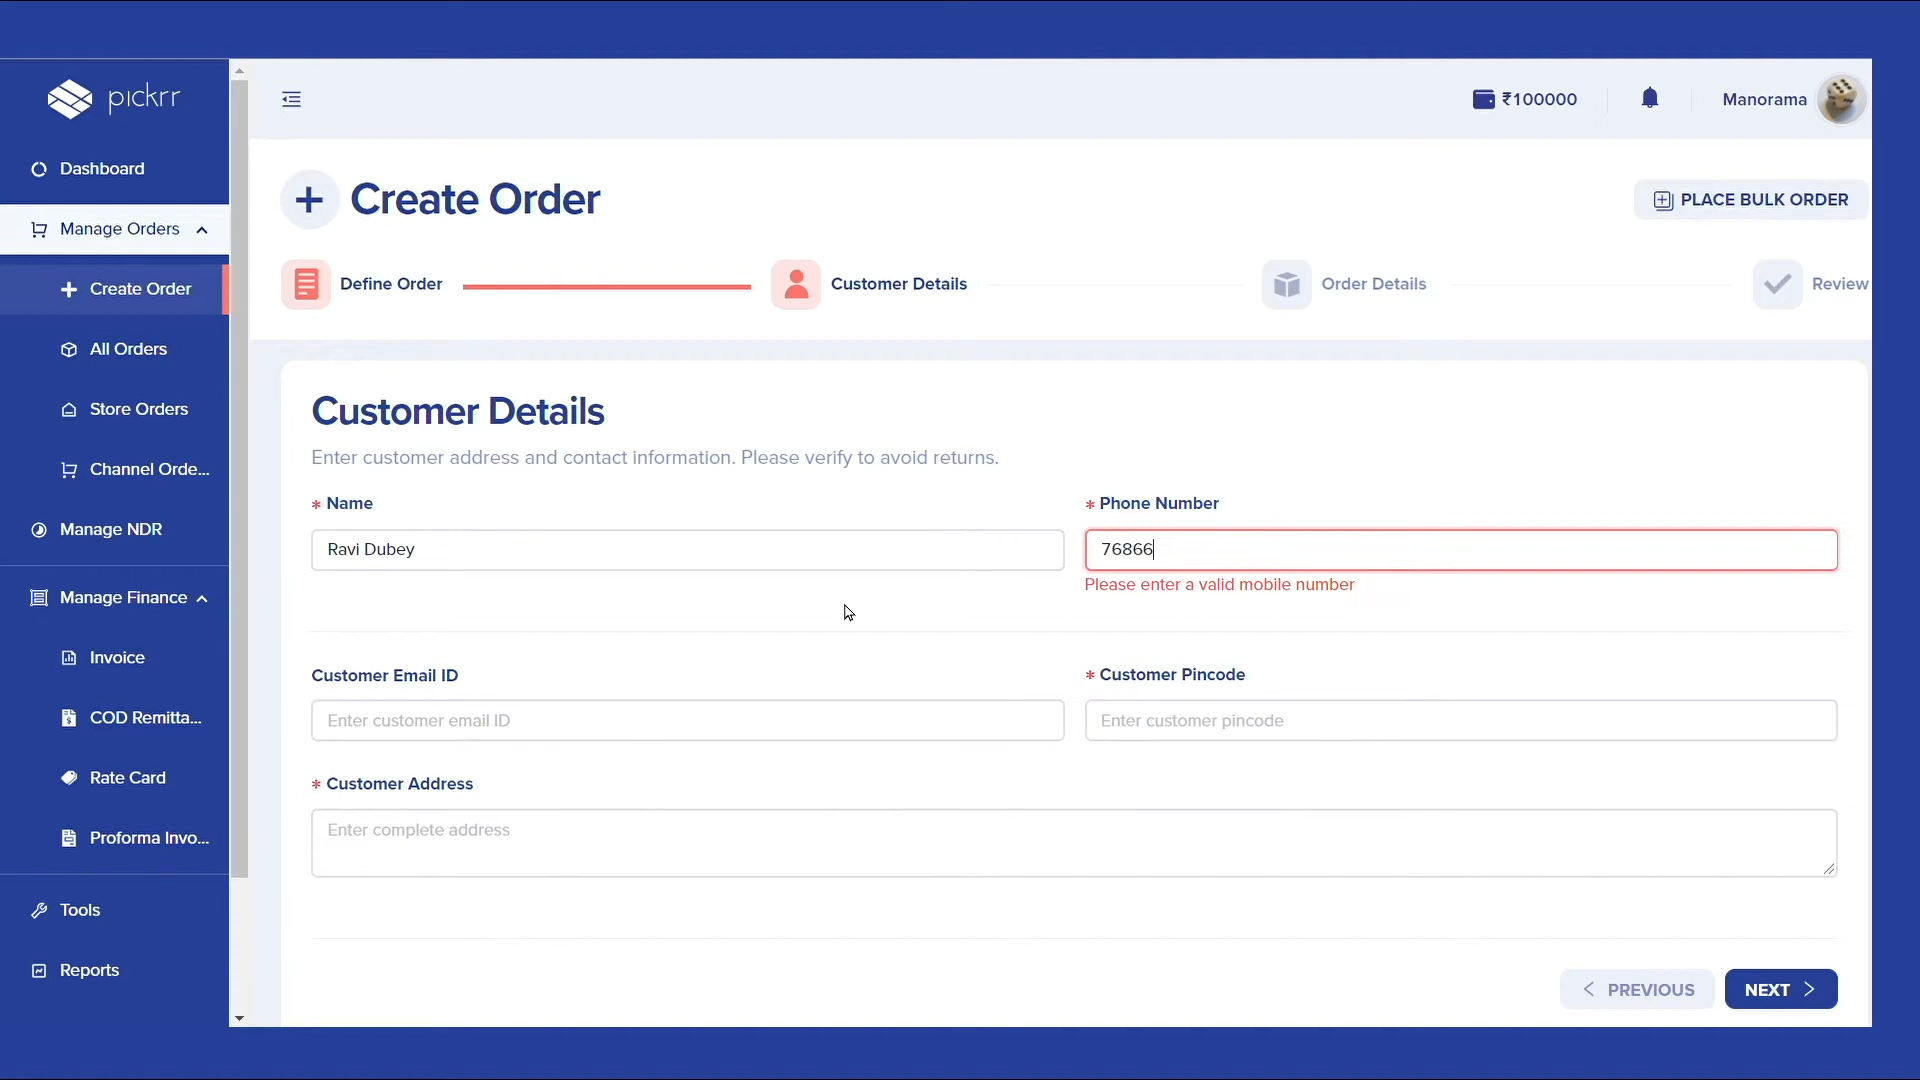 pickrr
₹100000
Manorama
Dashboard
Manage Orders
Create Order
All Orders
Store Orders
Channel Orde...
Manage NDR
Manage Finance
Invoice
COD Remitta...
Rate Card
Proforma Invo...
Tools
Reports
Create Order
PLACE BULK ORDER
Define Order
Customer Details
Order Details
Review
Customer Details
Enter customer address and contact information. Please verify to avoid returns.
* Name
* Phone Number
Ravi Dubey
76866
Please enter a valid mobile number
Customer Email ID
* Customer Pincode
Enter customer email ID
Enter customer pincode
* Customer Address
Enter complete address
PREVIOUS
NEXT